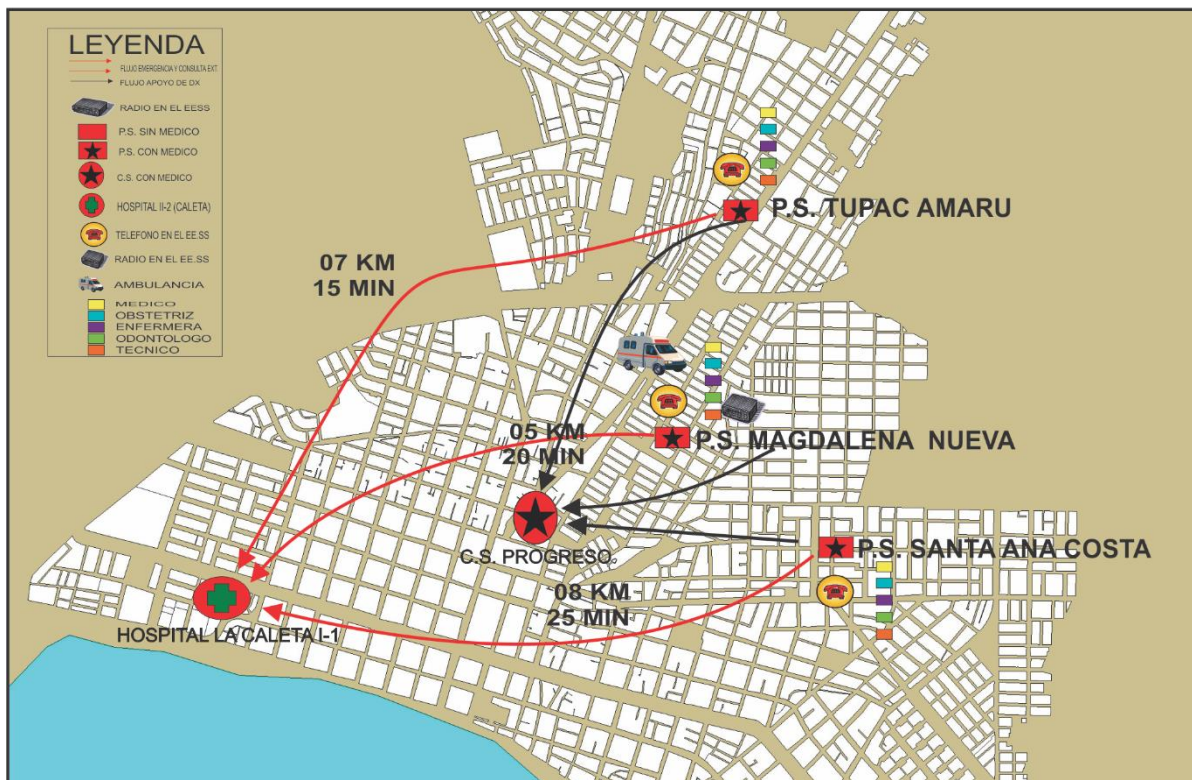 LEYENDA
FLUJO EMERGENCIA Y CONSULTA EXT
FLUJO APOYO DE DX
RADIO EN EL EESS
P.S. SIN MEDICO
P.S. CON MEDICO
C.S. CON MEDICO
HOSPITAL II-2 (CALETA)
TELEFONO EN EL EE.SS
RADIO EN EL EE.SS
AMBULANCIA
MEDICO
OBSTETRIZ
ENFERMERA
ODONTOLOGO
TECNICO
P.S. TUPAC AMARU
07 KM
15 MIN
05 KM
20 MIN
P.S. MAGDALENA NUEVA
C.S. PROGRESO
P.S. SANTA ANA COSTA
08 KM
25 MIN
HOSPITAL LA CALETA I-1